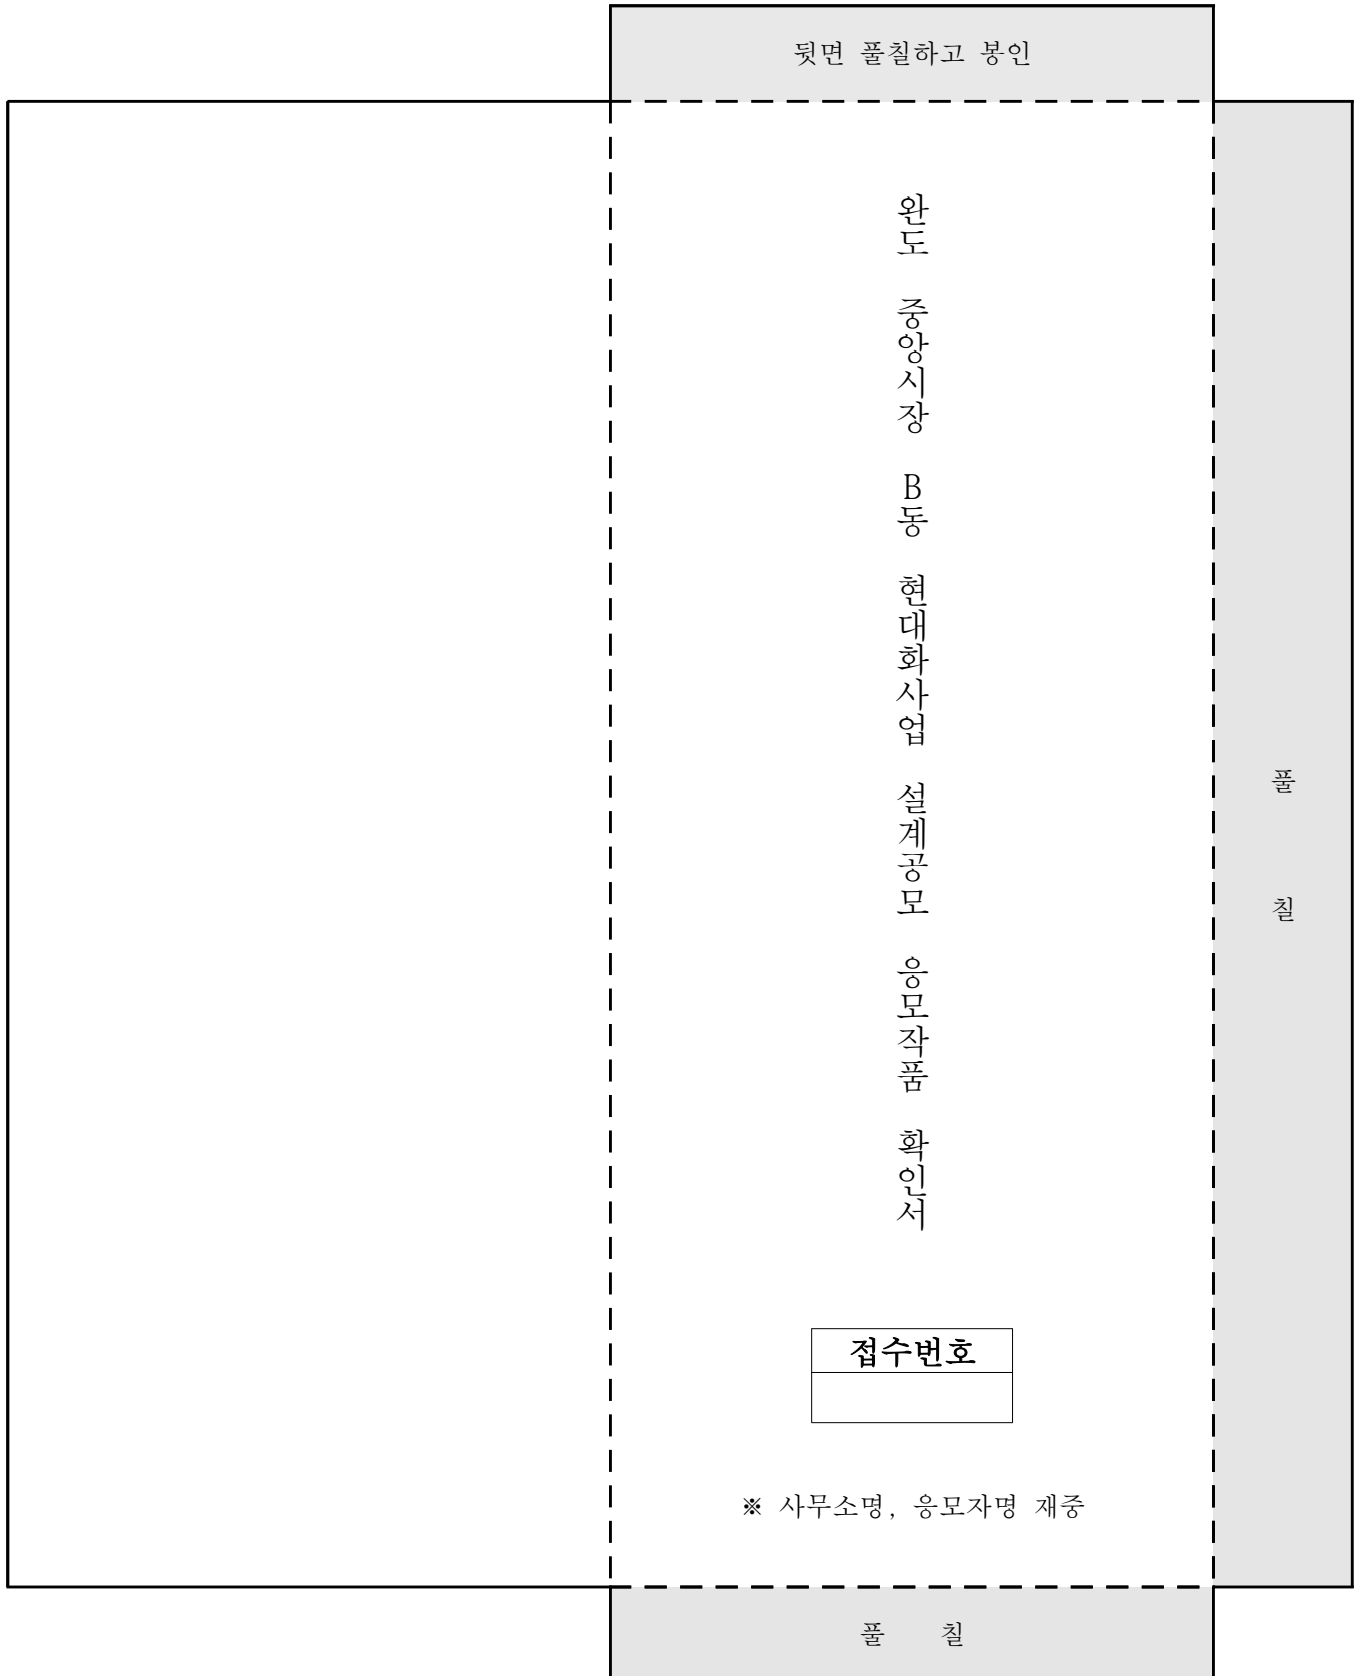 뒷면 풀칠하고 봉인
완도 중앙시장 B동 현대화사업 설계공모 응모작품 확인서
풀 칠
접수번호
※ 사무소명, 응모자명 재중
풀 칠